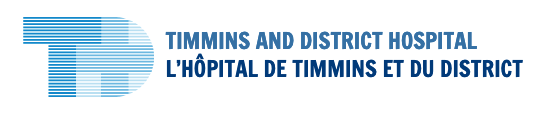 TIMMINS AND DISTRICT HOSPITAL
L'HÔPITAL DE TIMMINS ET DU DISTRICT